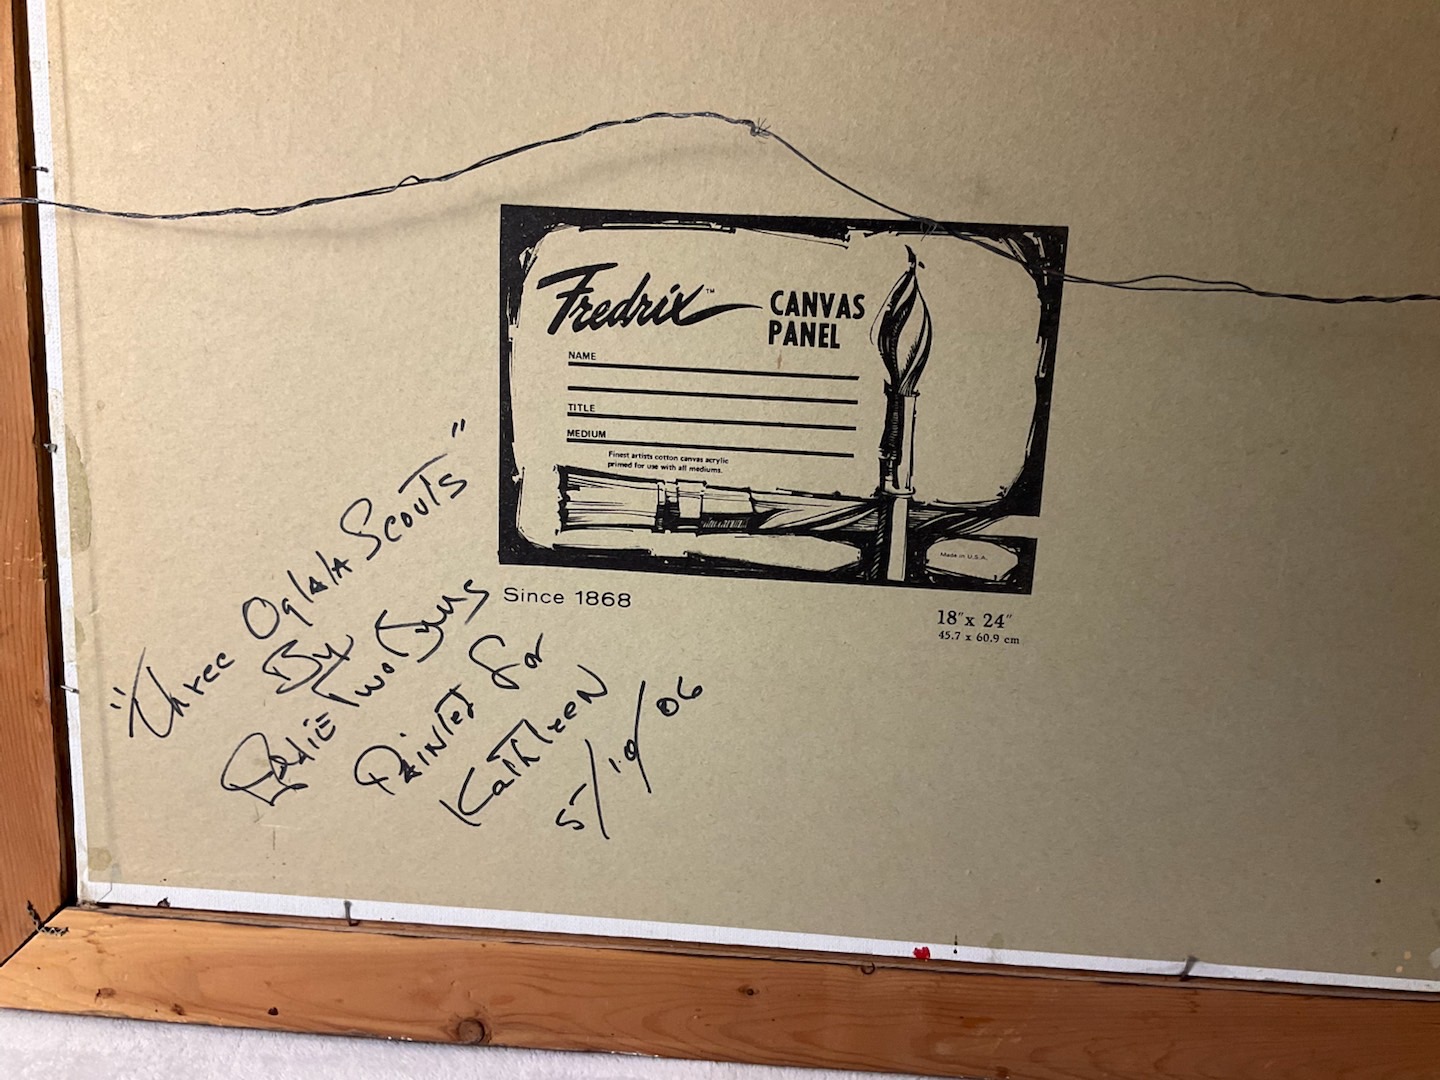 Fredrix™ CANVAS
PANEL
NAME
TITLE
MEDIUM
Finest artists cotton canvas acrylic
primed for use with all mediums.
Made in U.S.A.
Since 1868
18" x 24"
45.7 x 60.9 cm
"Three Oglala Scouts"
By
Eddie Two Bulls
Painted for
Kathleen
5/19/06